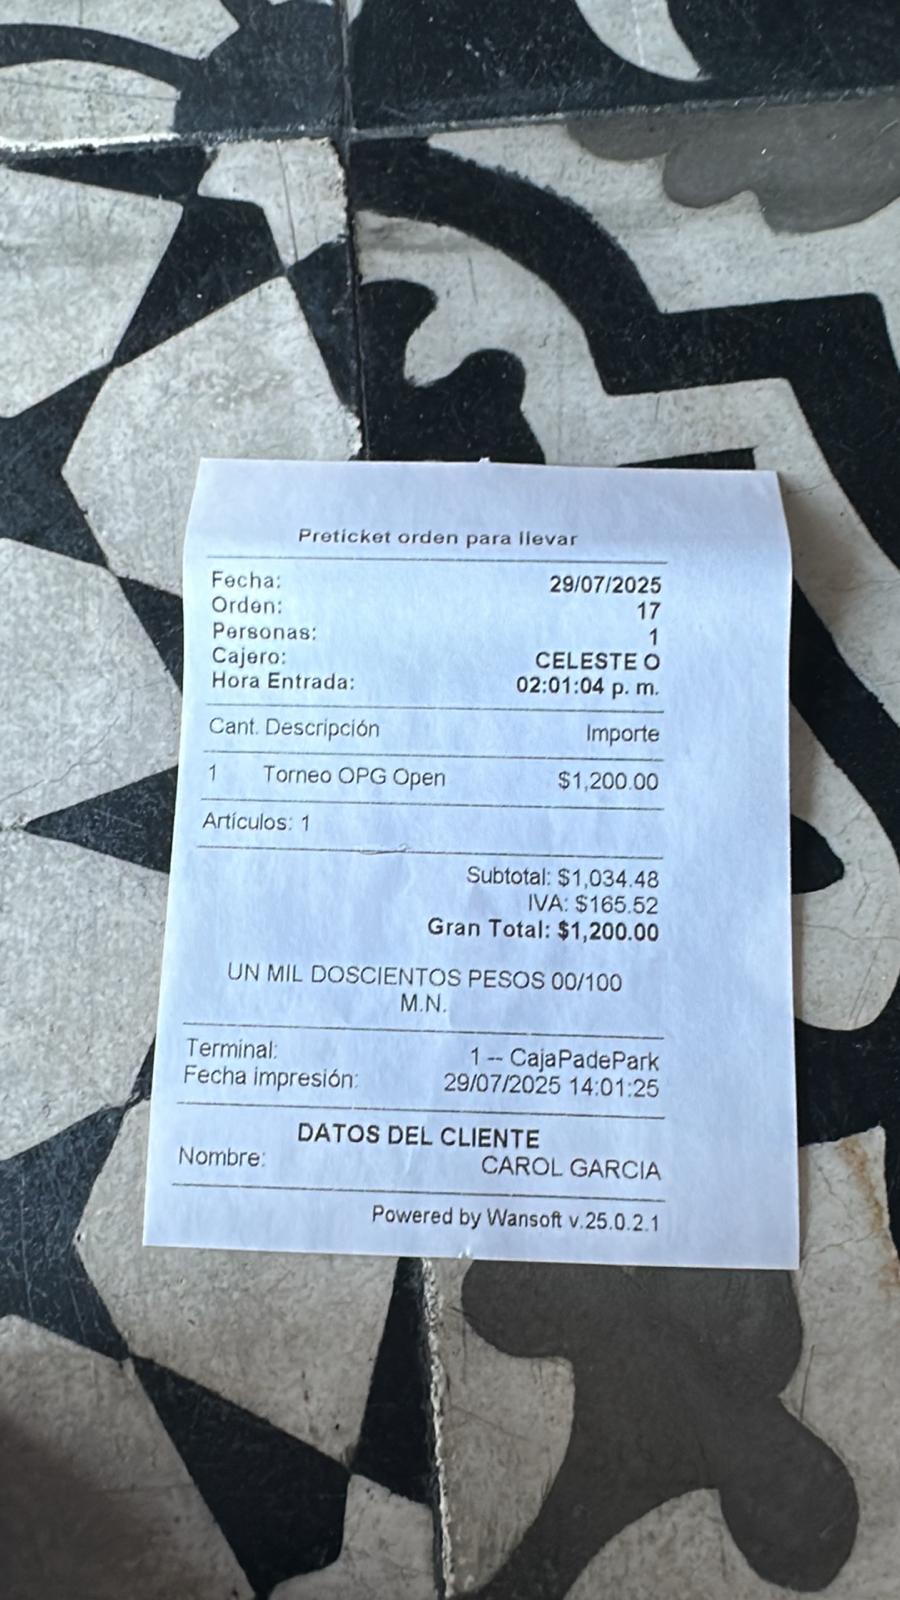 Preticket orden para llevar
Fecha: 29/07/2025
Orden: 17
Personas: 1
Cajero: CELESTE O
Hora Entrada: 02:01:04 p. m.
Cant. Descripción Importe
1 Torneo OPG Open $1,200.00
Artículos: 1
Subtotal: $1,034.48
IVA: $165.52
Gran Total: $1,200.00
UN MIL DOSCIENTOS PESOS 00/100
M.N.
Terminal: 1 -- CajaPadePark
Fecha impresión: 29/07/2025 14:01:25
DATOS DEL CLIENTE
Nombre: CAROL GARCIA
Powered by Wansoft v.25.0.2.1